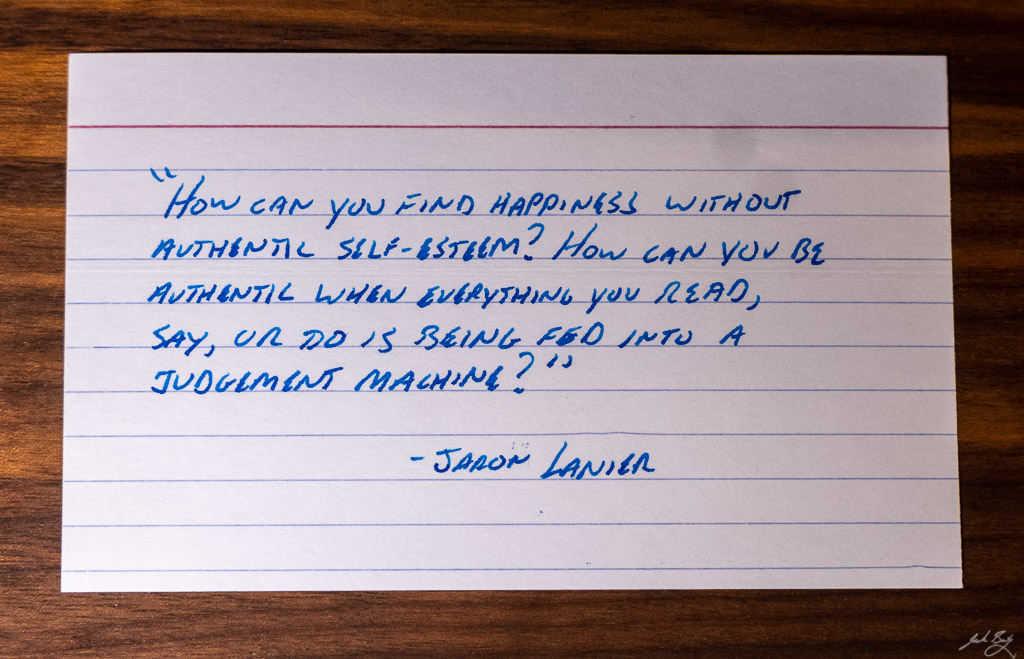 "How can you find happiness without
authentic self-esteem? How can you be
authentic when everything you read,
say, or do is being fed into a
judgement machine?"
- Jaron Lanier